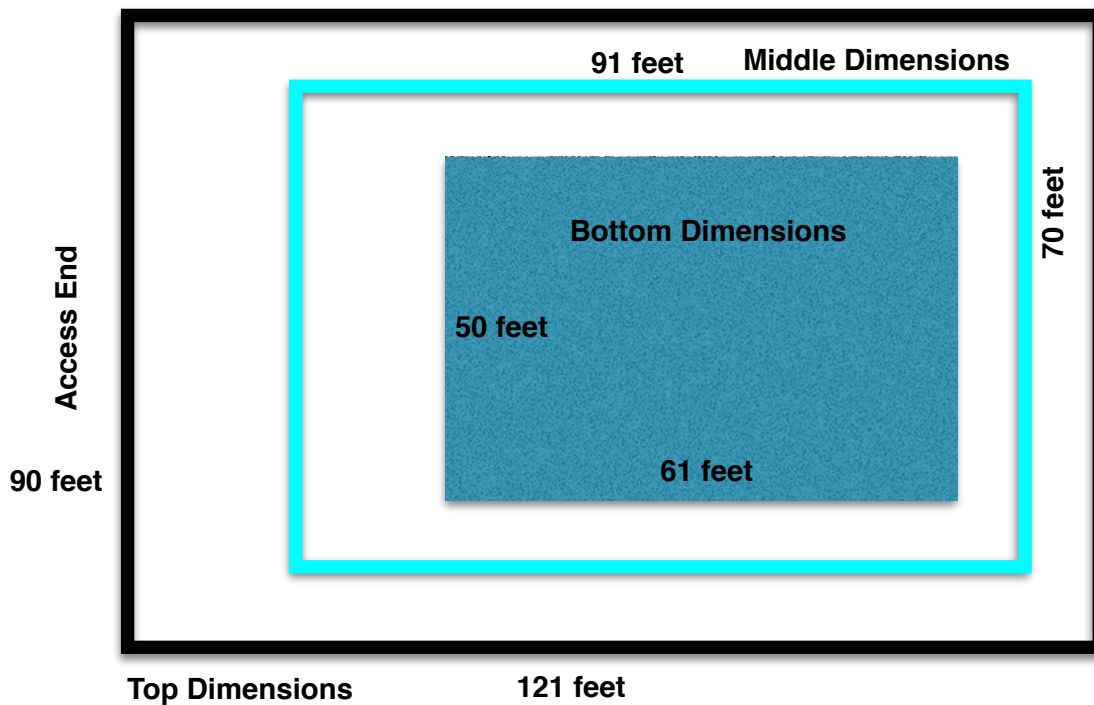 91 feet
Middle Dimensions
70 feet
Bottom Dimensions
Access End
50 feet
61 feet
90 feet
Top Dimensions
121 feet